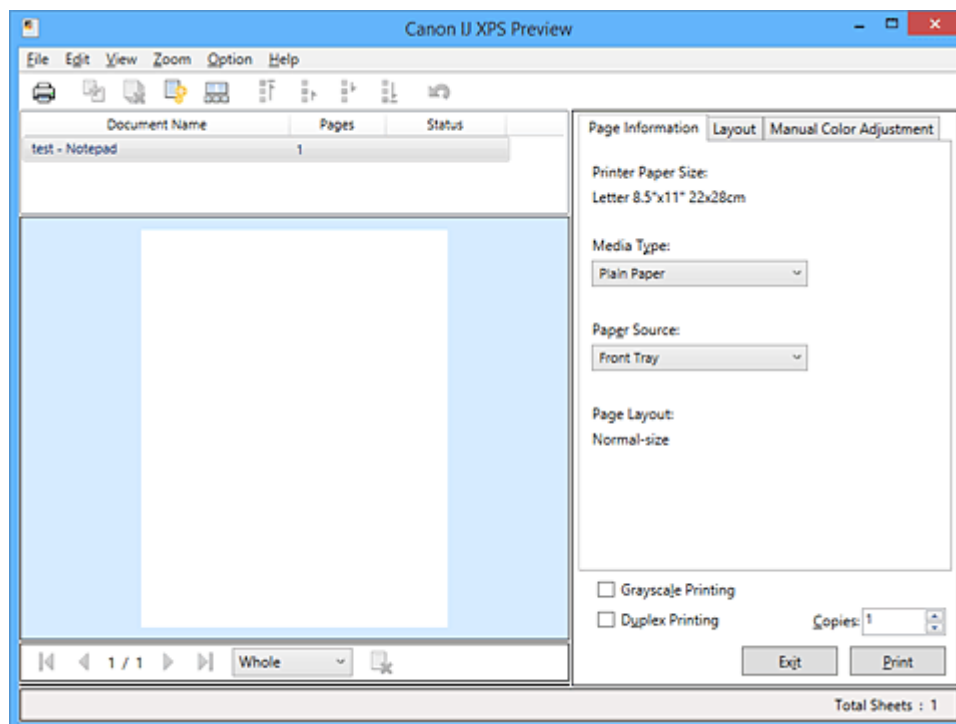 Canon IJ XPS Preview
File Edit View Zoom Option Help
Document Name Pages Status
test - Notepad 1
Page Information Layout Manual Color Adjustment
Printer Paper Size:
Letter 8.5"x11" 22x28cm
Media Type:
Plain Paper
Paper Source:
Front Tray
Page Layout:
Normal-size
Grayscale Printing
Duplex Printing Copies: 1
1 / 1 Whole Exit Print
Total Sheets : 1